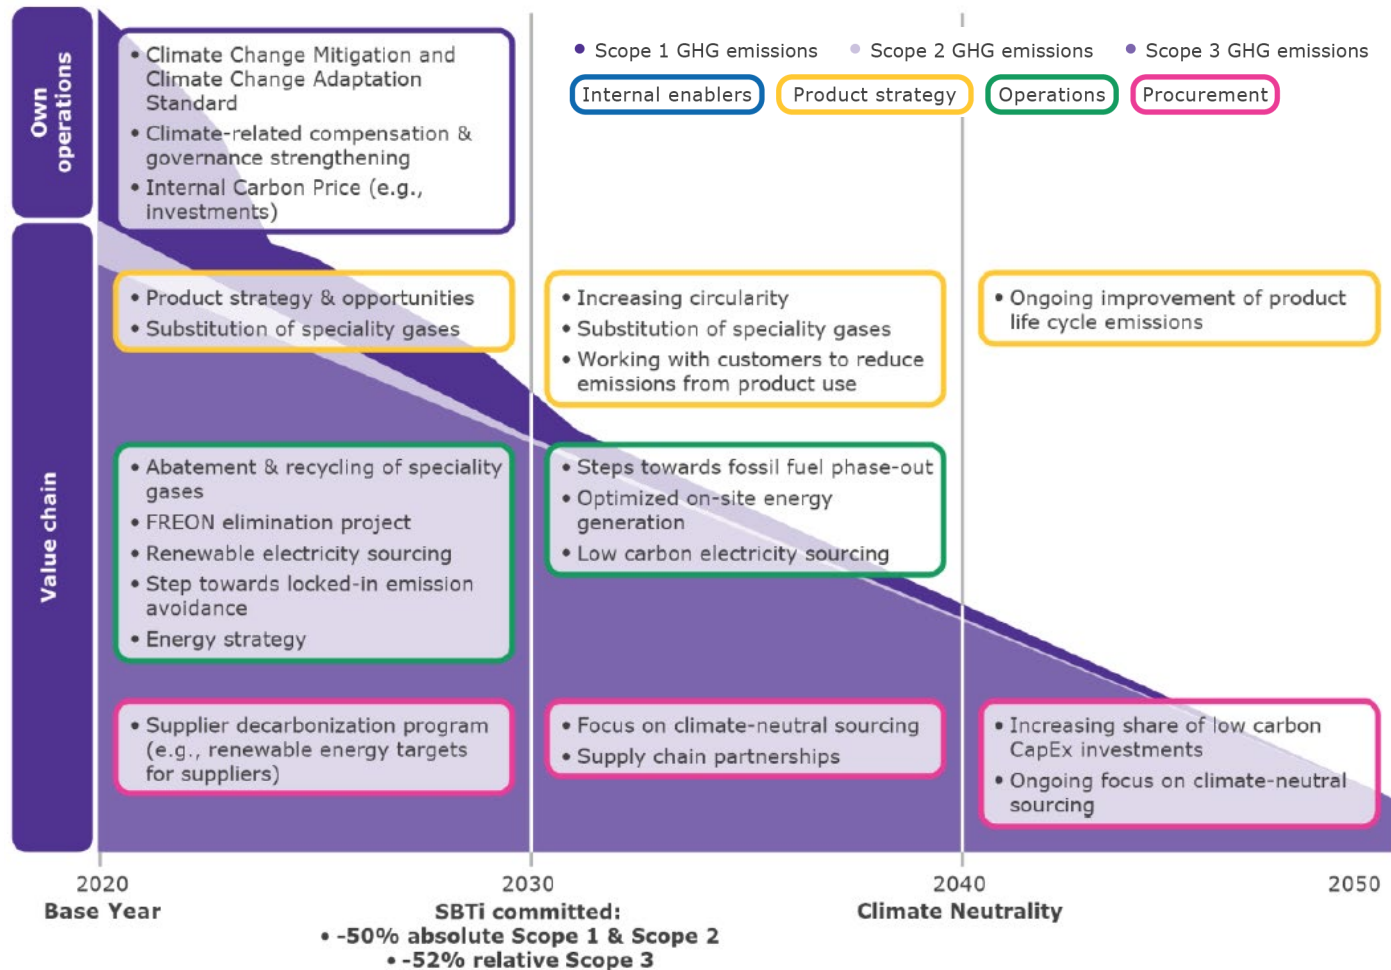 Own
operations
Value chain
• Climate Change Mitigation and
Climate Change Adaptation
Standard
• Climate-related compensation &
governance strengthening
• Internal Carbon Price (e.g.,
investments)
• Scope 1 GHG emissions
• Scope 2 GHG emissions
• Scope 3 GHG emissions
Internal enablers
Product strategy
Operations
Procurement
• Product strategy & opportunities
• Substitution of speciality gases
• Increasing circularity
• Substitution of speciality gases
• Working with customers to reduce
emissions from product use
• Ongoing improvement of product
life cycle emissions
• Abatement & recycling of speciality
gases
• FREON elimination project
• Renewable electricity sourcing
• Step towards locked-in emission
avoidance
• Energy strategy
• Steps towards fossil fuel phase-out
• Optimized on-site energy
generation
• Low carbon electricity sourcing
• Supplier decarbonization program
(e.g., renewable energy targets
for suppliers)
• Focus on climate-neutral sourcing
• Supply chain partnerships
• Increasing share of low carbon
CapEx investments
• Ongoing focus on climate-neutral
sourcing
2020
Base Year
2030
SBTi committed:
• -50% absolute Scope 1 & Scope 2
• -52% relative Scope 3
2040
Climate Neutrality
2050